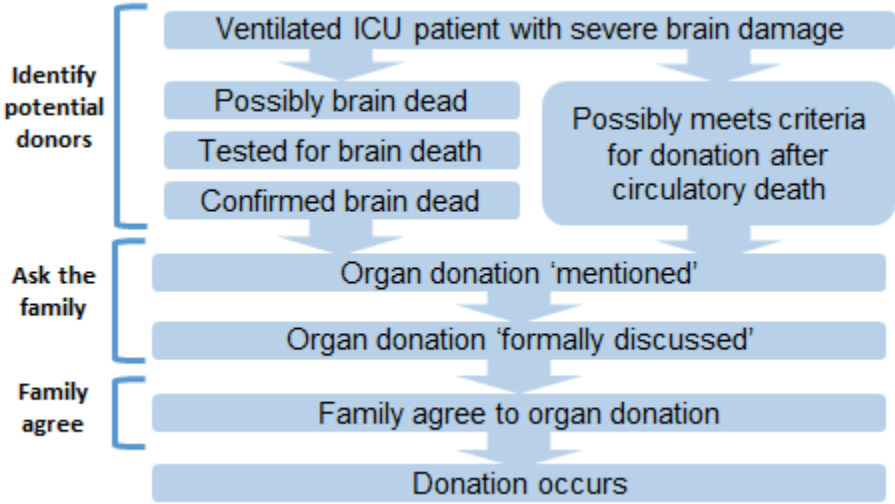 Ventilated ICU patient with severe brain damage
Identify
potential
donors
Possibly brain dead
Tested for brain death
Confirmed brain dead
Possibly meets criteria
for donation after
circulatory death
Ask the
family
Organ donation ‘mentioned’
Organ donation ‘formally discussed’
Family
agree
Family agree to organ donation
Donation occurs